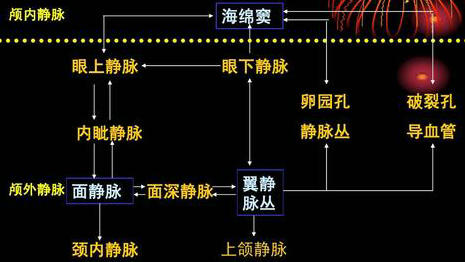 颅内静脉
海绵窦
眼上静脉
眼下静脉
卵园孔
静脉丛
破裂孔
导血管
内眦静脉
颅外静脉
面静脉
面深静脉
翼静
脉丛
颈内静脉
上颌静脉